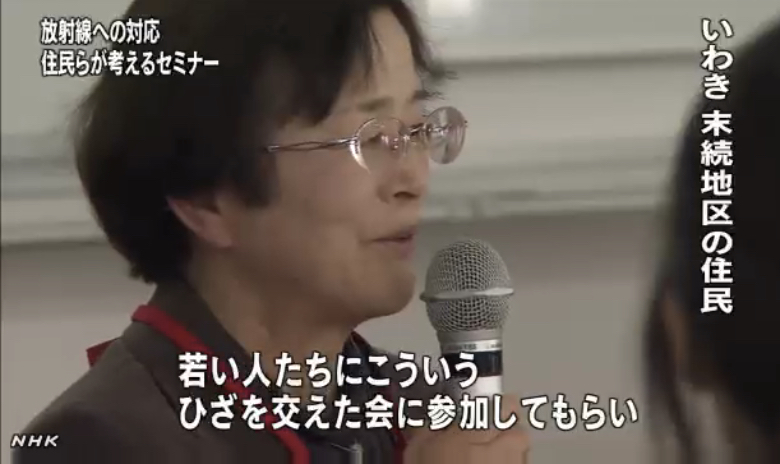 放射線への対応
住民らが考えるセミナー
いわき 末続地区の住民
若い人たちにこういう
ひざを交えた会に参加してもらい
NHK